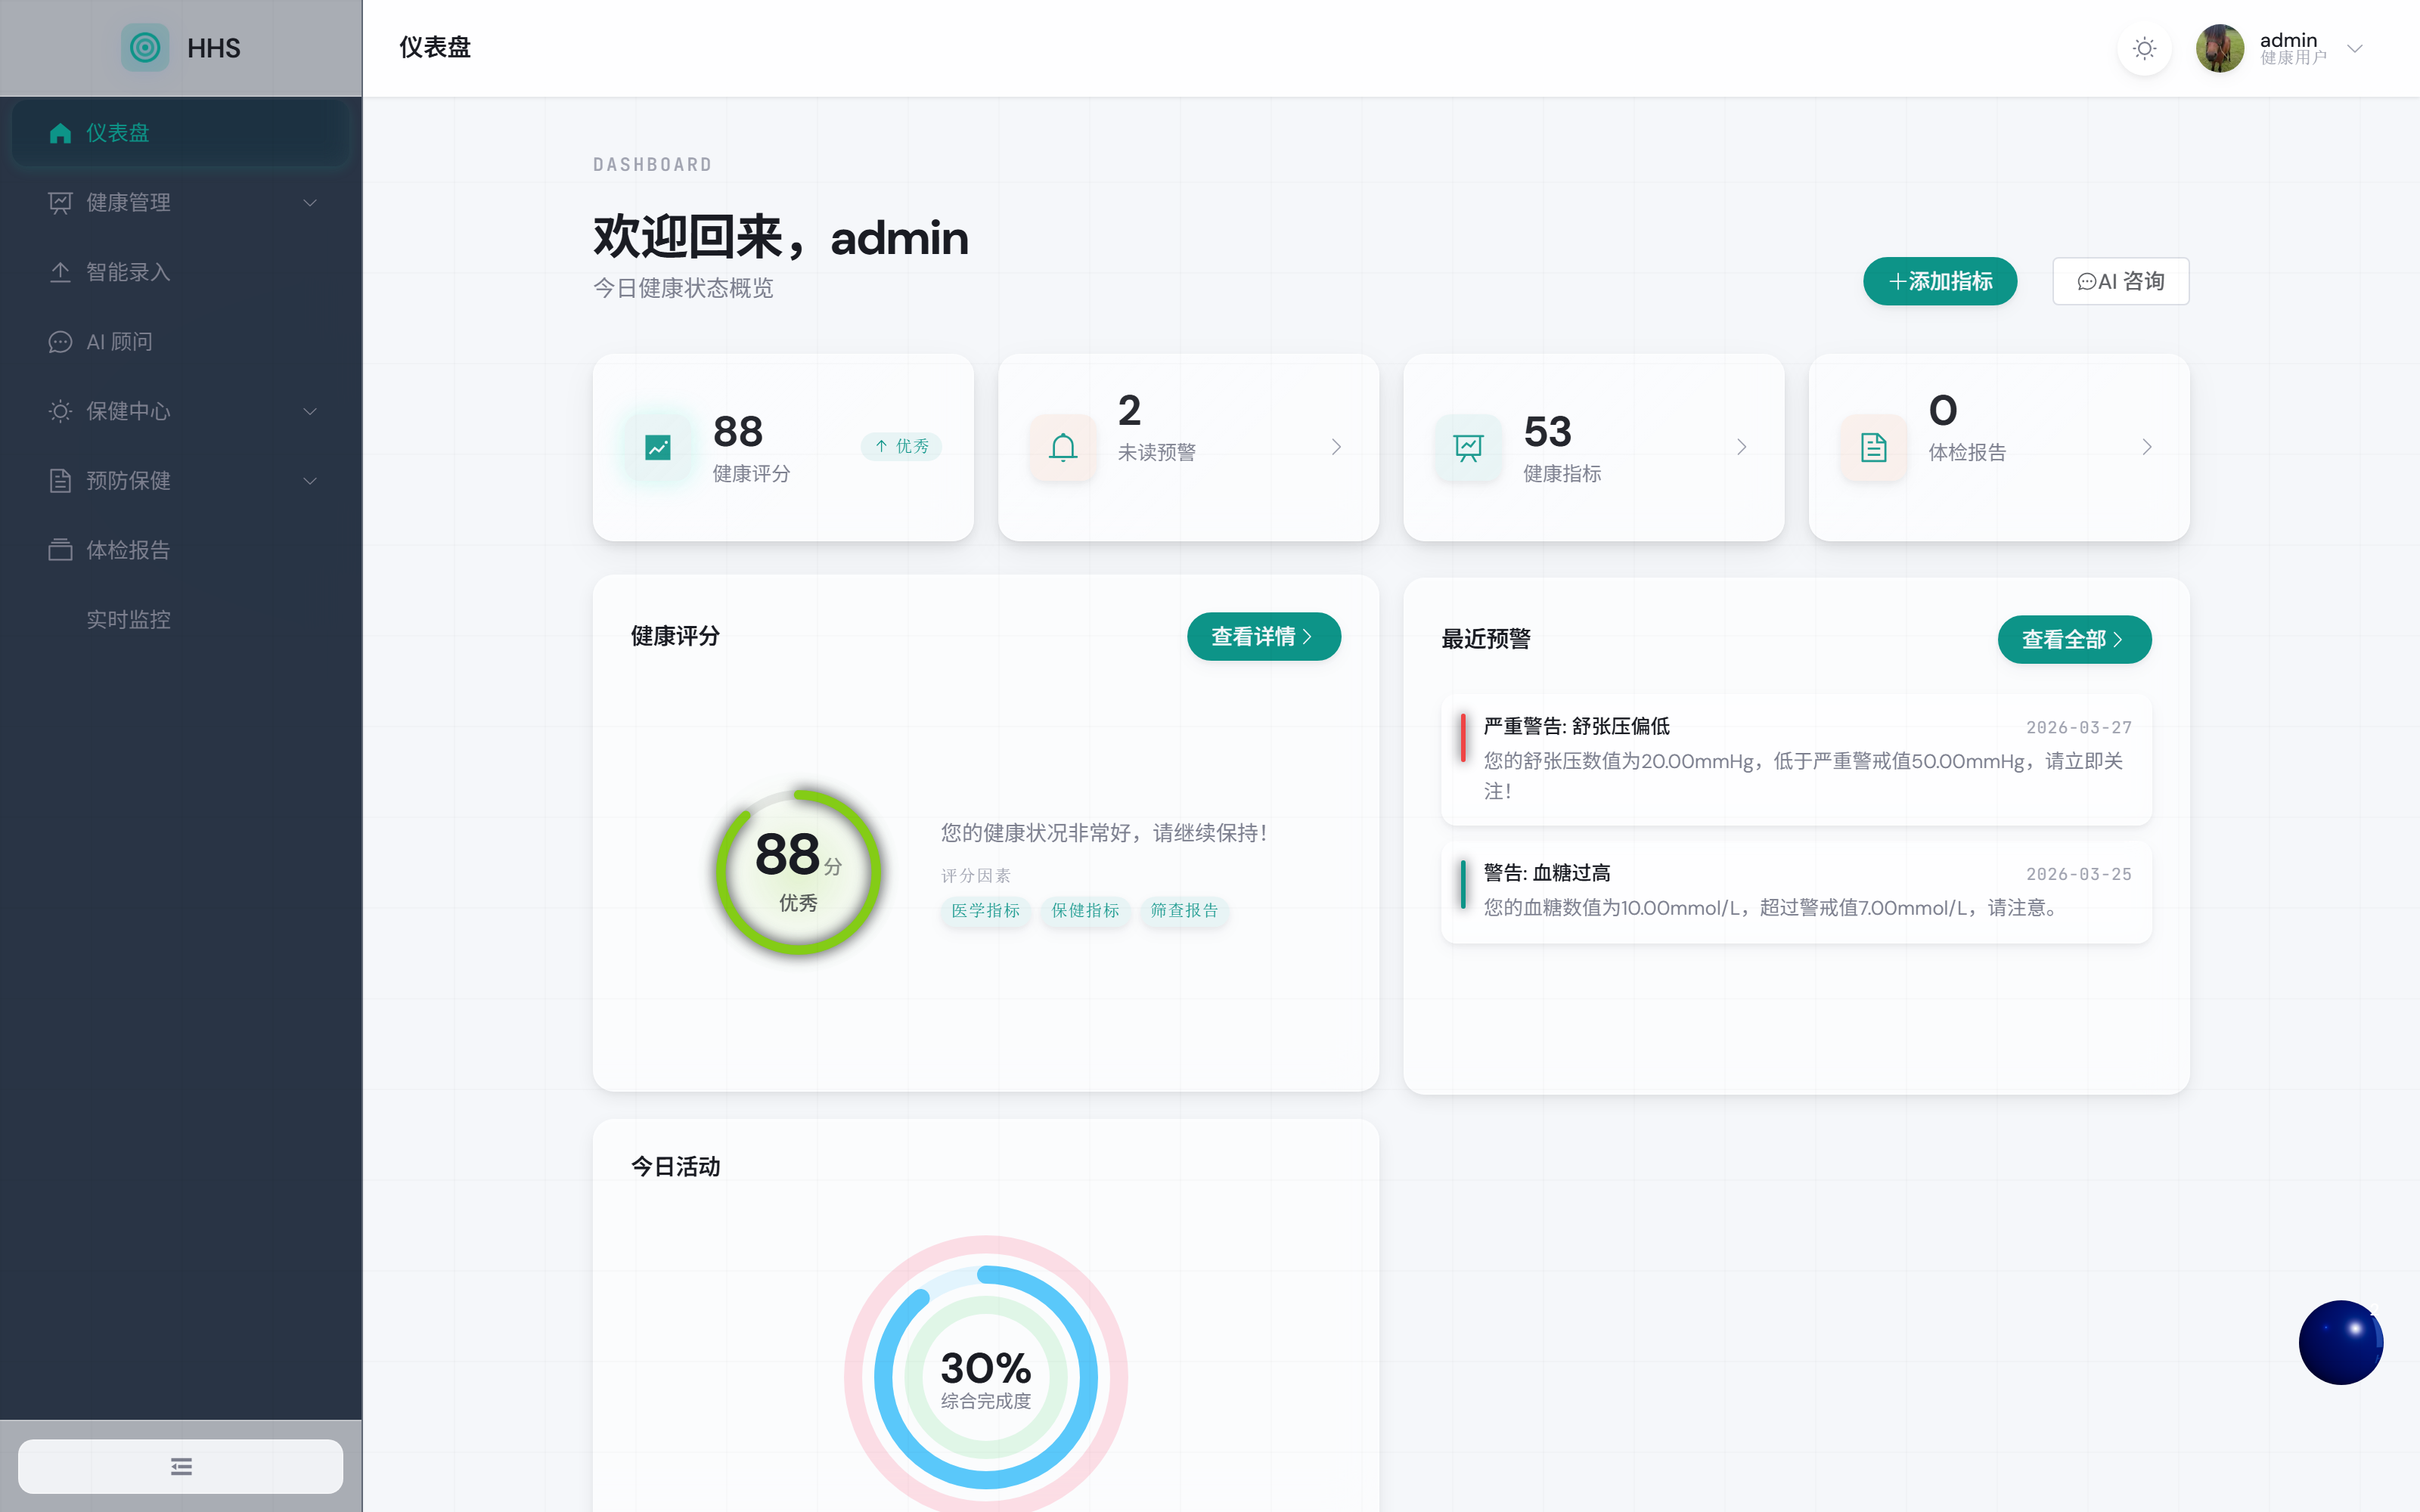 HHS
仪表盘
健康管理
智能录入
AI 顾问
保健中心
预防保健
体检报告
实时监控
仪表盘
admin
健康用户
DASHBOARD
欢迎回来，admin
今日健康状态概览
添加指标
AI 咨询
88
健康评分
优秀
2
未读预警
53
健康指标
0
体检报告
健康评分
查看详情
88分
优秀
您的健康状况非常好，请继续保持！
评分因素
医学指标 保健指标 筛查报告
最近预警
查看全部
严重警告: 舒张压偏低
2026-03-27
您的舒张压数值为20.00mmHg，低于严重警戒值50.00mmHg，请立即关
注！
警告: 血糖过高
2026-03-25
您的血糖数值为10.00mmol/L，超过警戒值7.00mmol/L，请注意。
今日活动
30%
综合完成度